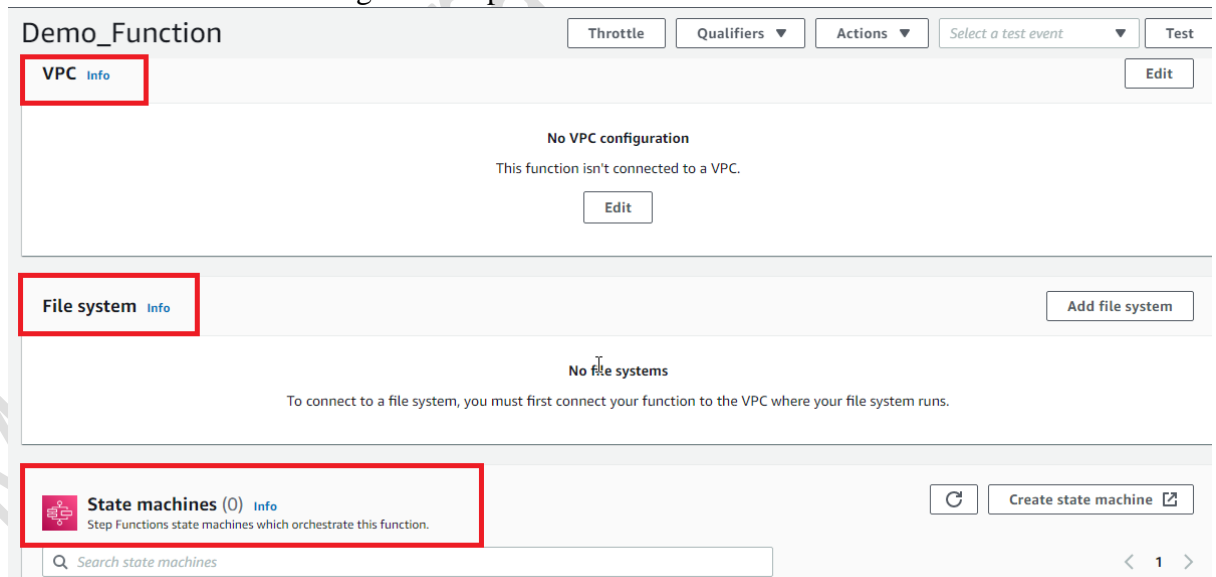 Demo_Function Throttle Qualifiers ▼ Actions ▼ Select a test event ▼ Test
VPC Info Edit
No VPC configuration
This function isn't connected to a VPC.
Edit
File system Info Add file system
No file systems
To connect to a file system, you must first connect your function to the VPC where your file system runs.
State machines (0) Info Create state machine
Step Functions state machines which orchestrate this function.
Search state machines < 1 >